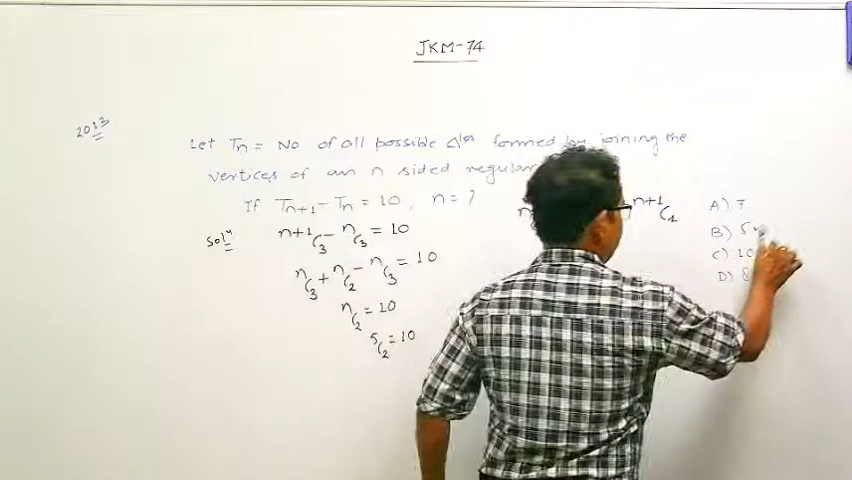 JKM-74
2013
Let Tn = No of all possible Δles formed by joining the
vertices of an n sided regular
If Tn+1 - Tn = 10, n = ?
n+1C1
A) 7
Soln
n+1C3 - nC3 = 10
B) 5
C) 10
nC3 + nC2 - nC3 = 10
D) 8
nC2 = 10
5C2 = 10